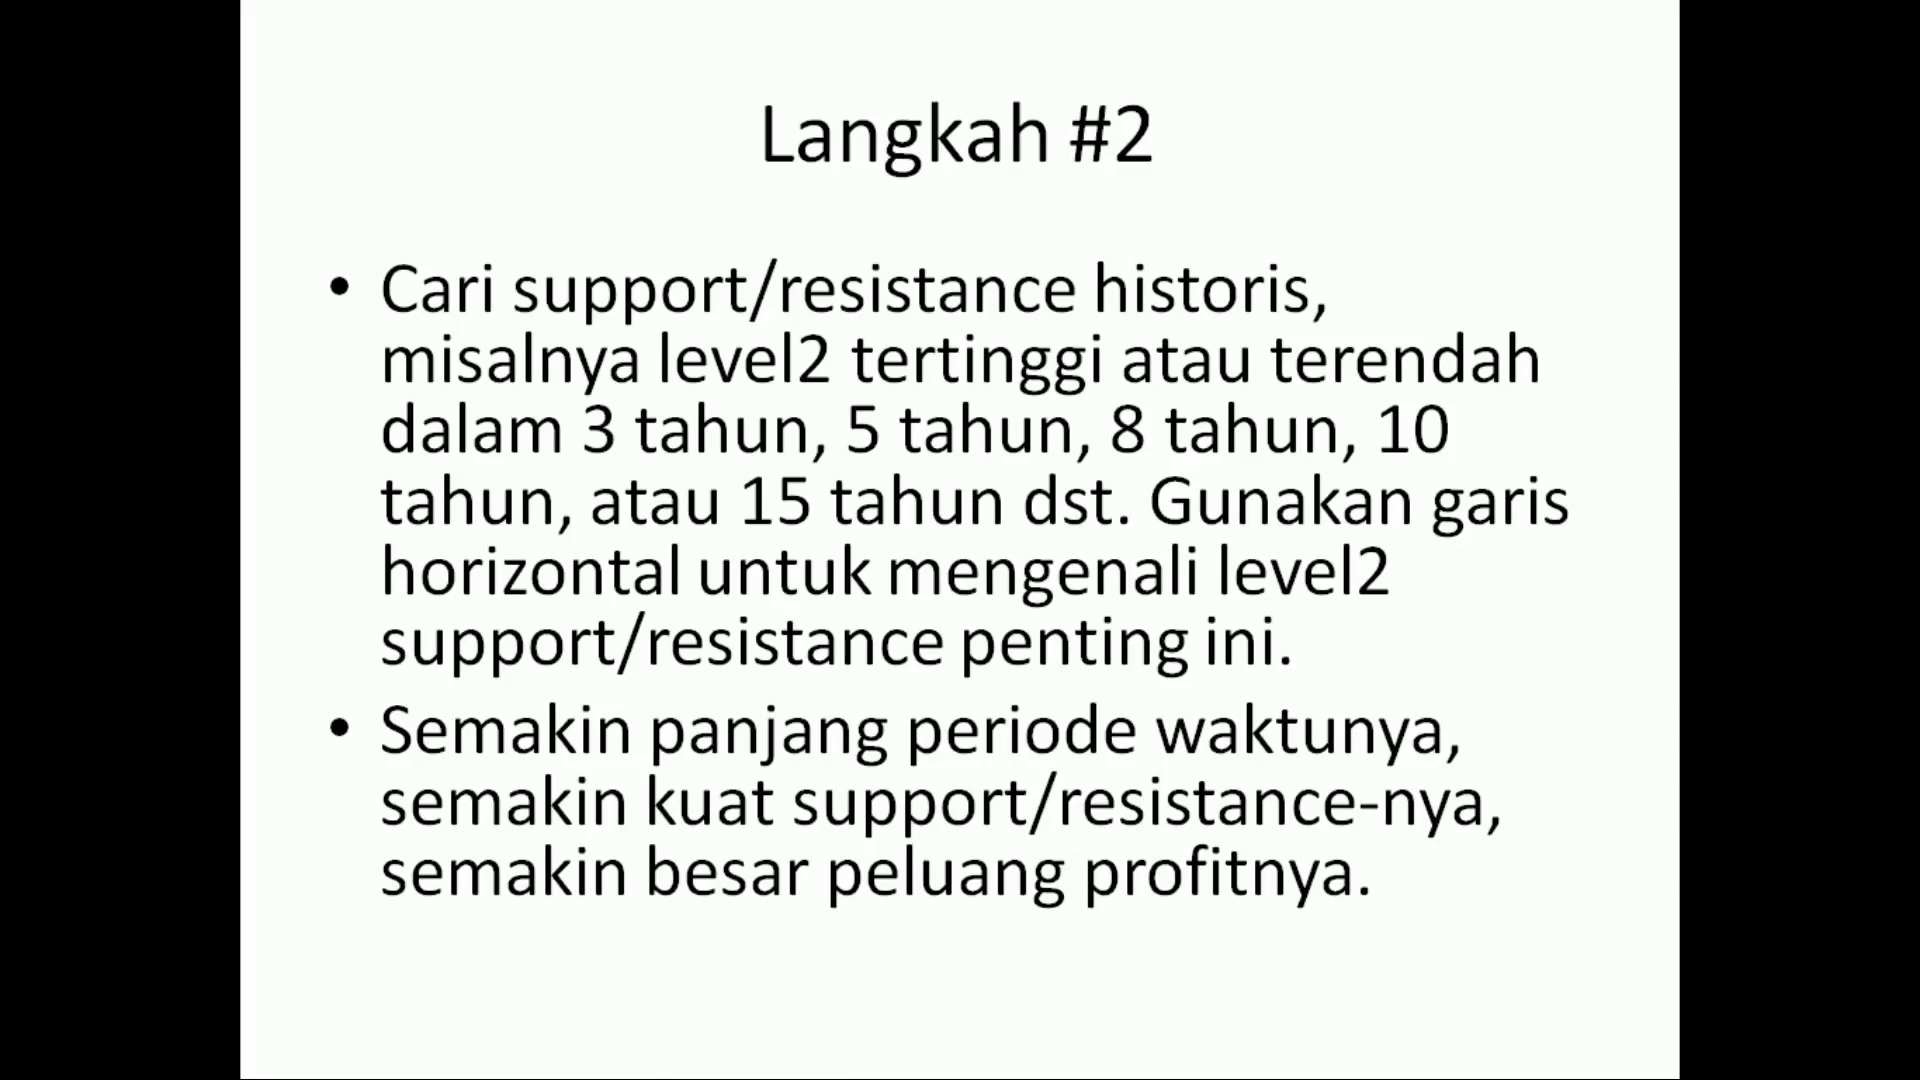 Langkah #2
• Cari support/resistance historis,
misalnya level2 tertinggi atau terendah
dalam 3 tahun, 5 tahun, 8 tahun, 10
tahun, atau 15 tahun dst. Gunakan garis
horizontal untuk mengenali level2
support/resistance penting ini.
• Semakin panjang periode waktunya,
semakin kuat support/resistance-nya,
semakin besar peluang profitnya.